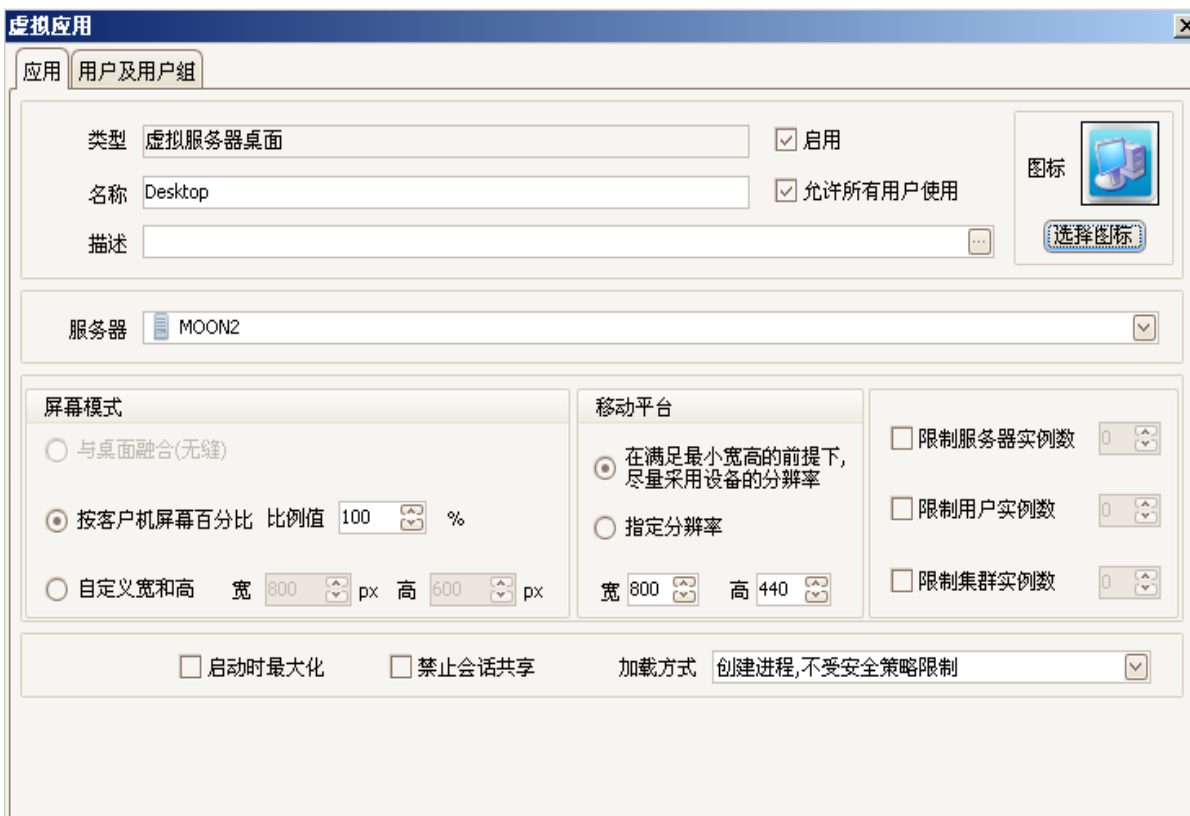 虚拟应用
应用 用户及用户组
类型 虚拟服务器桌面 启用
名称 Desktop 允许所有用户使用
图标
描述 ...
选择图标
服务器 MOON2
屏幕模式
与桌面融合(无缝)
按客户机屏幕百分比 比例值 100 %
自定义宽和高 宽 800 px 高 600 px
移动平台
在满足最小宽高的前提下,
尽量采用设备的分辨率
指定分辨率
宽 800 高 440
限制服务器实例数 0
限制用户实例数 0
限制集群实例数 0
启动时最大化 禁止会话共享 加载方式 创建进程,不受安全策略限制